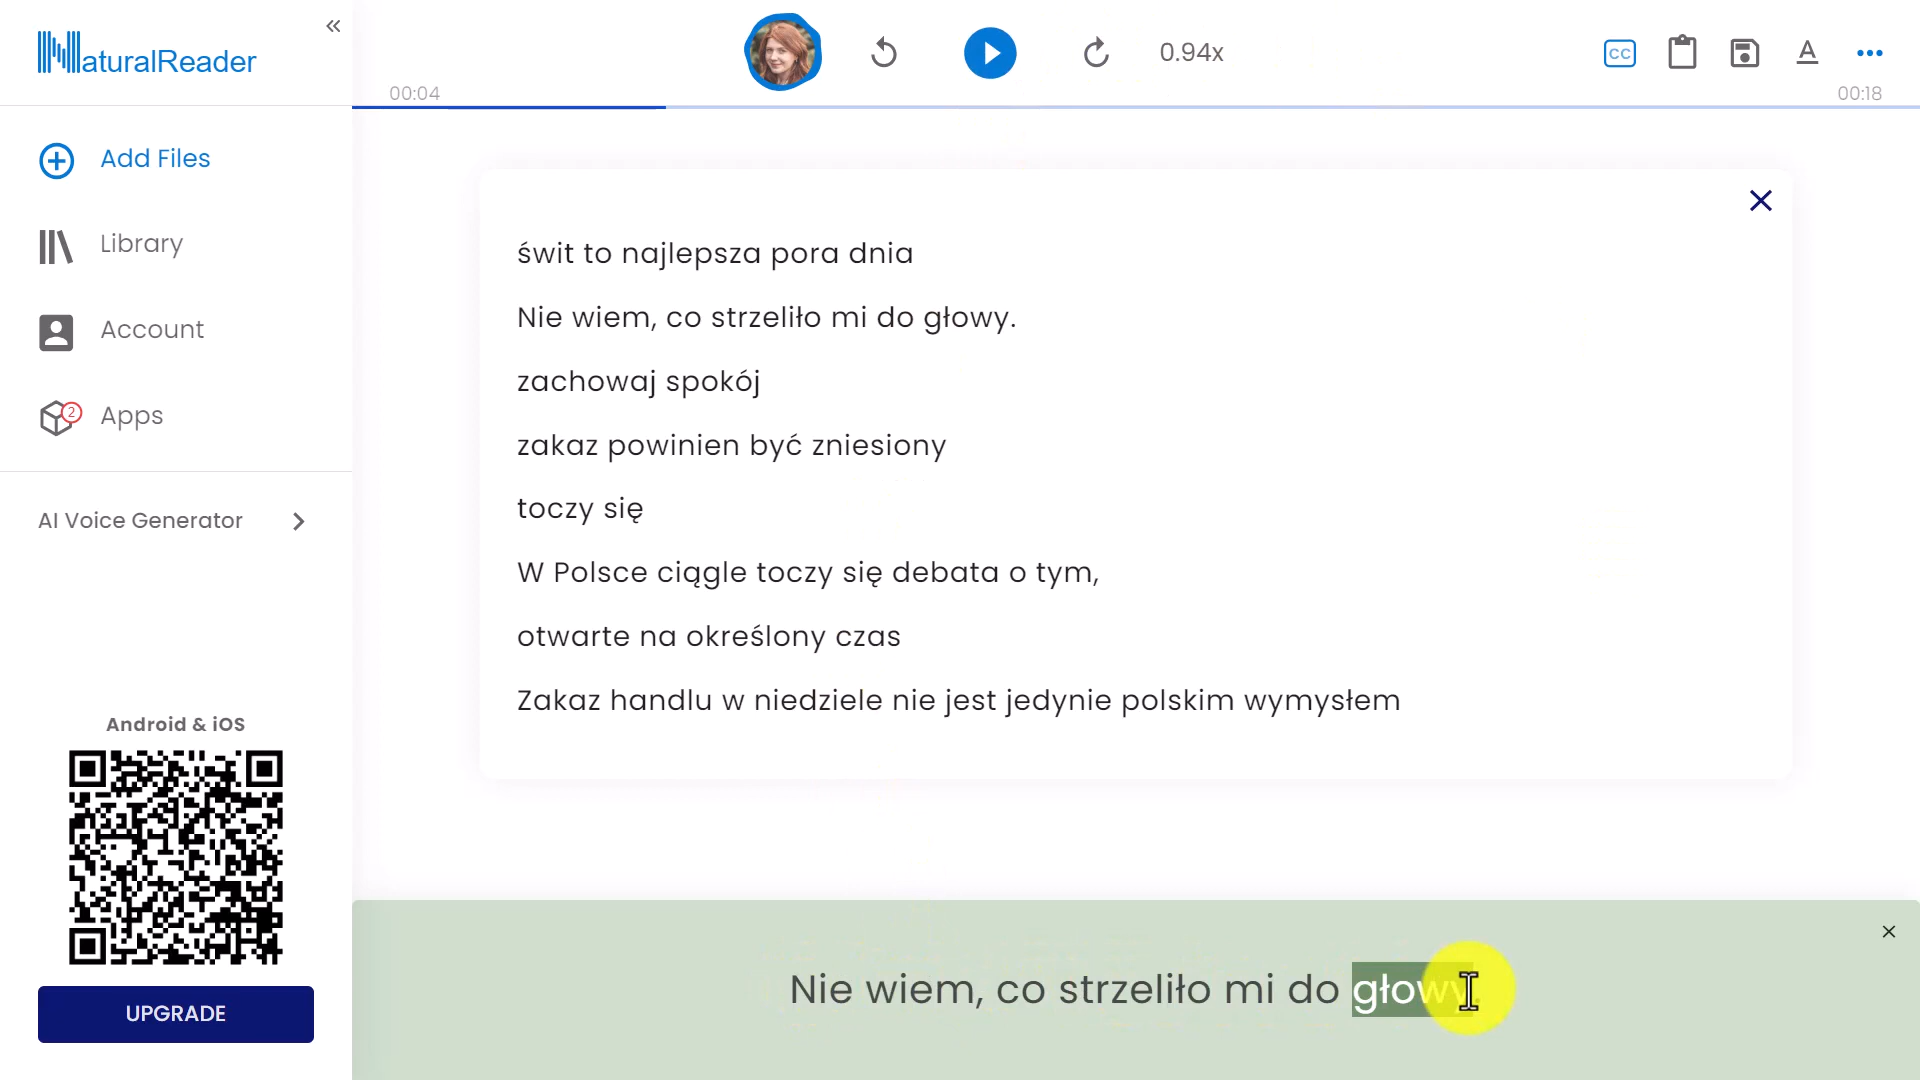 NaturalReader
00:04
0.94x
CC
A
00:18
Add Files
Library
Account
2
Apps
AI Voice Generator
Android & iOS
UPGRADE
świt to najlepsza pora dnia
Nie wiem, co strzeliło mi do głowy.
zachowaj spokój
zakaz powinien być zniesiony
toczy się
W Polsce ciągle toczy się debata o tym,
otwarte na określony czas
Zakaz handlu w niedziele nie jest jedynie polskim wymysłem
Nie wiem, co strzeliło mi do głowy.